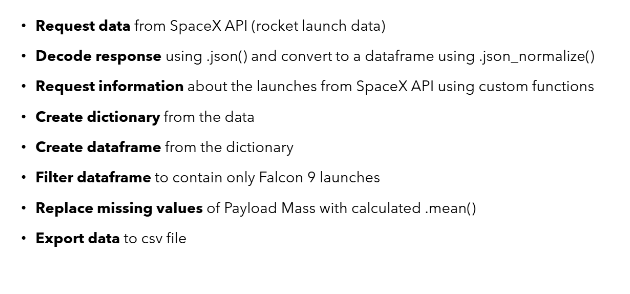 • Request data from SpaceX API (rocket launch data)
• Decode response using .json() and convert to a dataframe using .json_normalize()
• Request information about the launches from SpaceX API using custom functions
• Create dictionary from the data
• Create dataframe from the dictionary
• Filter dataframe to contain only Falcon 9 launches
• Replace missing values of Payload Mass with calculated .mean()
• Export data to csv file